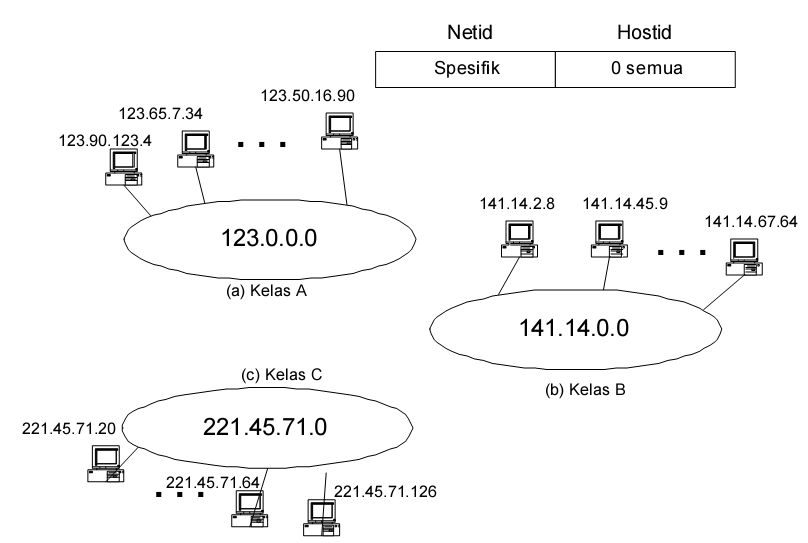 Netid Hostid
Spesifik 0 semua
123.50.16.90
123.65.7.34
123.90.123.4
123.0.0.0
(a) Kelas A
141.14.2.8
141.14.45.9
141.14.67.64
141.14.0.0
(b) Kelas B
(c) Kelas C
221.45.71.0
221.45.71.20
221.45.71.64
221.45.71.126